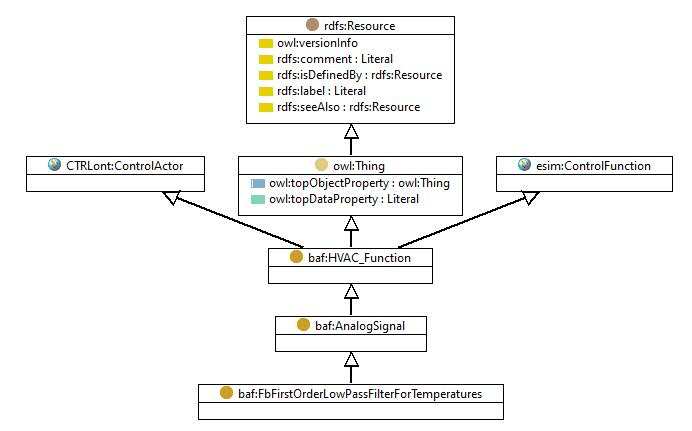 rdfs:Resource
owl:versionInfo
rdfs:comment : Literal
rdfs:isDefinedBy : rdfs:Resource
rdfs:label : Literal
rdfs:seeAlso : rdfs:Resource
CTRLont:ControlActor
owl:Thing
esim:ControlFunction
owl:topObjectProperty : owl:Thing
owl:topDataProperty : Literal
baf:HVAC_Function
baf:AnalogSignal
baf:FbFirstOrderLowPassFilterForTemperatures